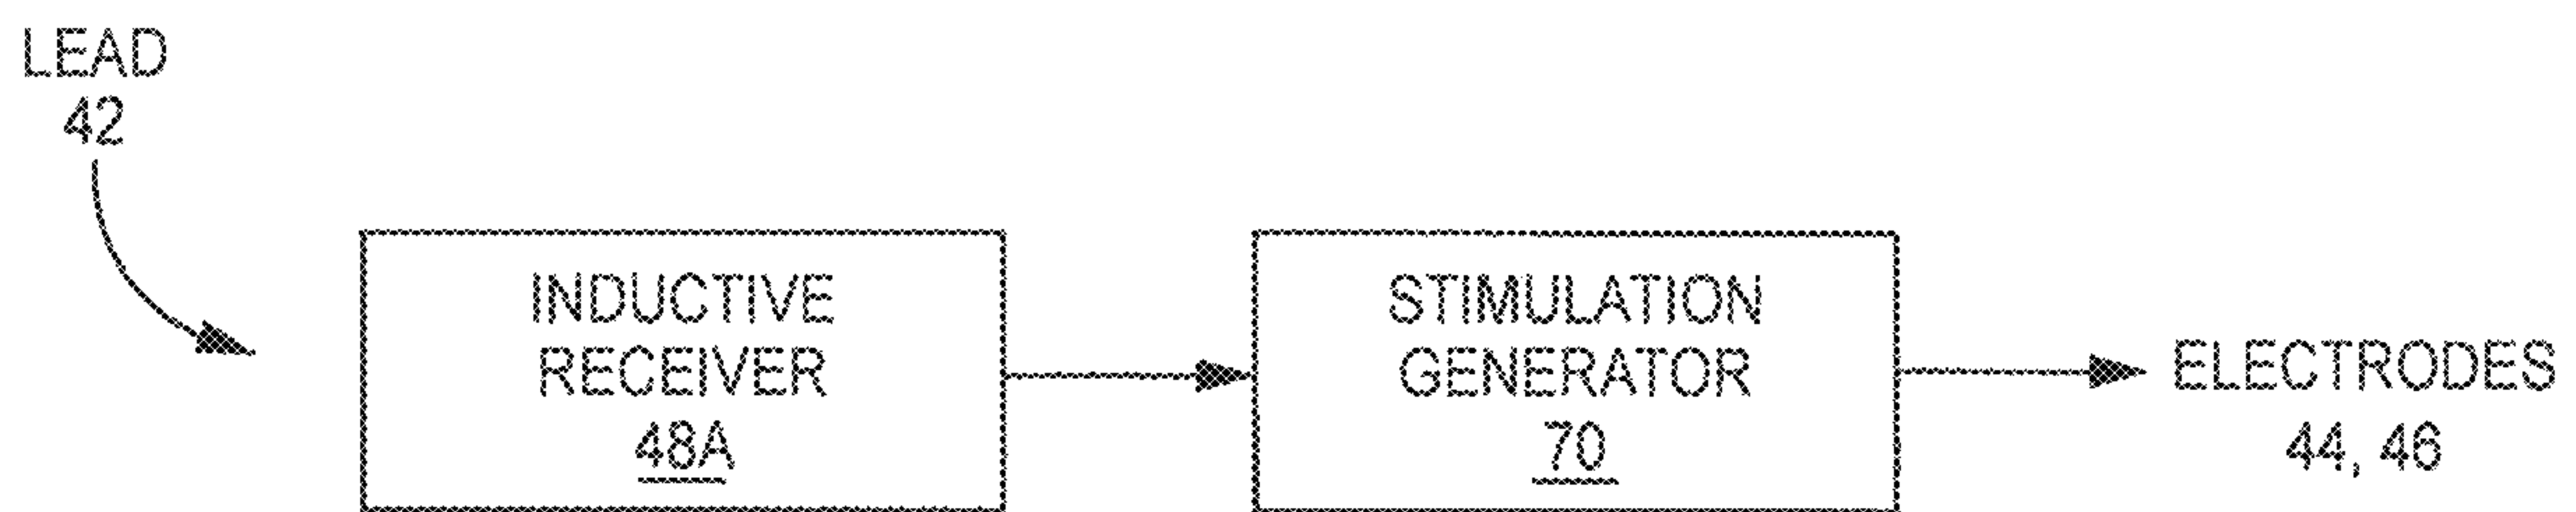 LEAD
42
INDUCTIVE
RECEIVER
48A
STIMULATION
GENERATOR
70
ELECTRODES
44, 46